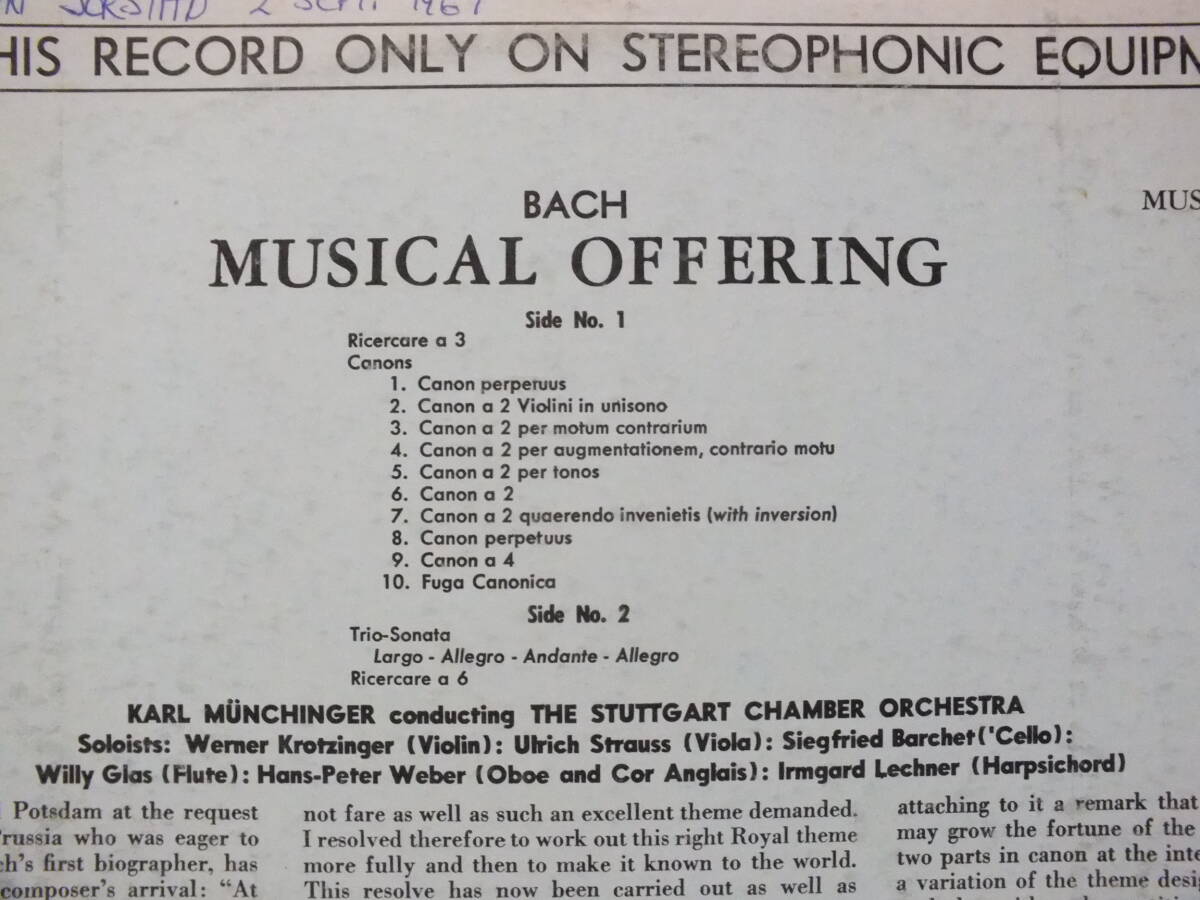 2 SEPT. 1967
HIS RECORD ONLY ON STEREOPHONIC EQUIPM
BACH
MUS
MUSICAL OFFERING
Side No. 1
Ricercare a 3
Canons
1. Canon perperuus
2. Canon a 2 Violini in unisono
3. Canon a 2 per motum contrarium
4. Canon a 2 per augmentationem, contrario motu
5. Canon a 2 per tonos
6. Canon a 2
7. Canon a 2 quaerendo invenietis (with inversion)
8. Canon perpetuus
9. Canon a 4
10. Fuga Canonica
Side No. 2
Trio-Sonata
Largo - Allegro - Andante - Allegro
Ricercare a 6
KARL MÜNCHINGER conducting THE STUTTGART CHAMBER ORCHESTRA
Soloists: Werner Krotzinger (Violin): Ulrich Strauss (Viola): Siegfried Barchet ('Cello):
Willy Glas (Flute): Hans-Peter Weber (Oboe and Cor Anglais): Irmgard Lechner (Harpsichord)
Potsdam at the request
russia who was eager to
ch's first biographer, has
composer's arrival: "At
not fare as well as such an excellent theme demanded.
I resolved therefore to work out this right Royal theme
more fully and then to make it known to the world.
This resolve has now been carried out as well as
attaching to it a remark that
may grow the fortune of the
two parts in canon at the inte
a variation of the theme desig